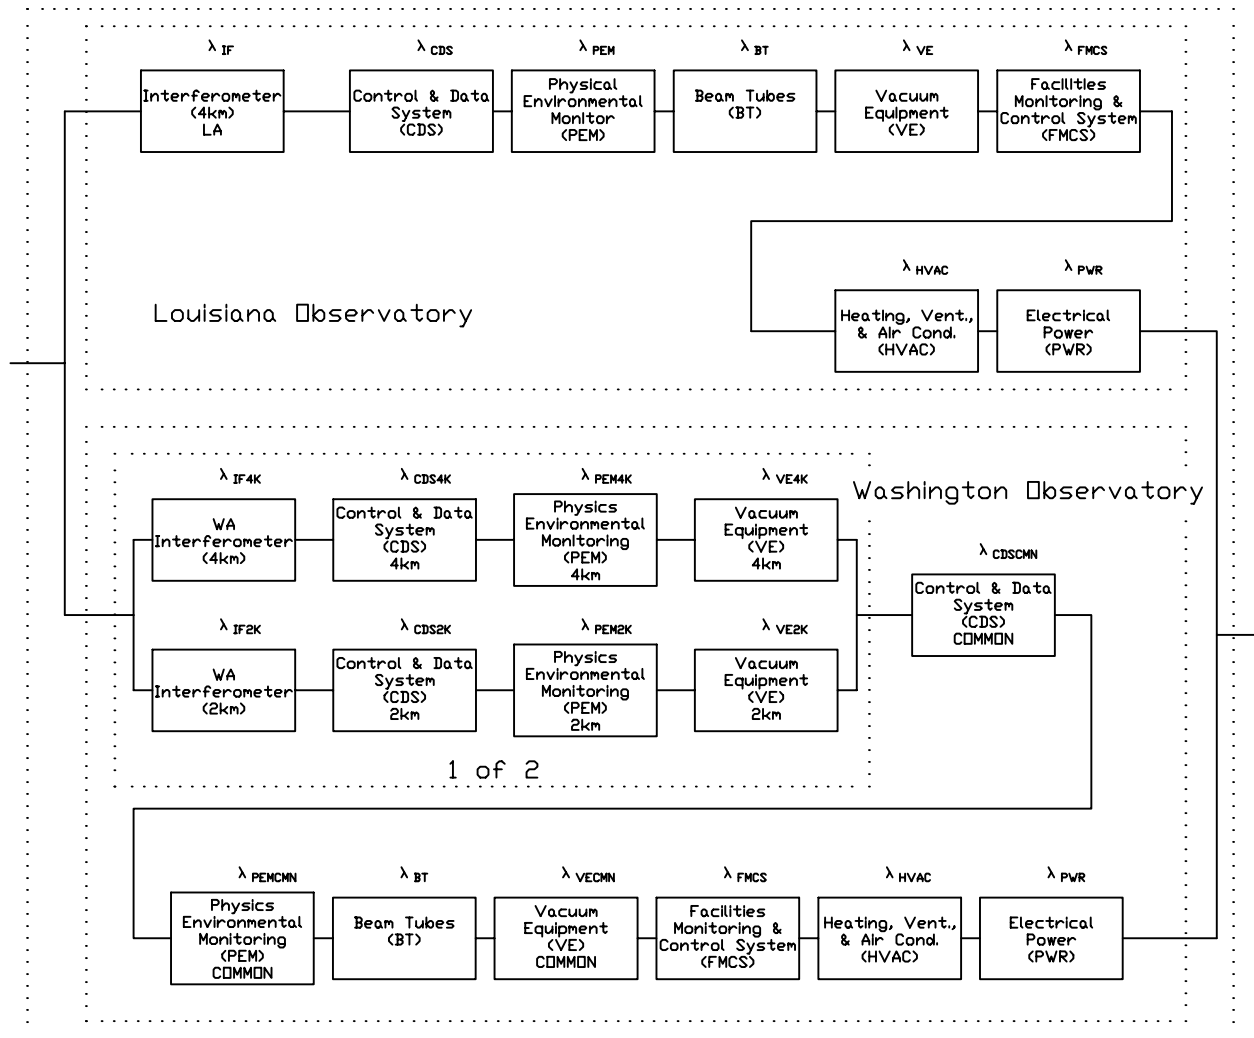 λ IF
λ CDS
λ PEM
λ BT
λ VE
λ FMCS
Interferometer
(4km)
LA
Control & Data
System
(CDS)
Physical
Environmental
Monitor
(PEM)
Beam Tubes
(BT)
Vacuum
Equipment
(VE)
Facilities
Monitoring &
Control System
(FMCS)
λ HVAC
λ PWR
Heating, Vent.,
& Air Cond.
(HVAC)
Electrical
Power
(PWR)
Louisiana Observatory
Washington Observatory
λ IF4K
λ CDS4K
λ PEM4K
λ VE4K
WA
Interferometer
(4km)
Control & Data
System
(CDS)
4km
Physics
Environmental
Monitoring
(PEM)
4km
Vacuum
Equipment
(VE)
4km
λ CDSCMN
Control & Data
System
(CDS)
COMMON
λ IF2K
λ CDS2K
λ PEM2K
λ VE2K
WA
Interferometer
(2km)
Control & Data
System
(CDS)
2km
Physics
Environmental
Monitoring
(PEM)
2km
Vacuum
Equipment
(VE)
2km
1 of 2
λ PEMCMN
λ BT
λ VECMN
λ FMCS
λ HVAC
λ PWR
Physics
Environmental
Monitoring
(PEM)
COMMON
Beam Tubes
(BT)
Vacuum
Equipment
(VE)
COMMON
Facilities
Monitoring &
Control System
(FMCS)
Heating, Vent.,
& Air Cond.
(HVAC)
Electrical
Power
(PWR)